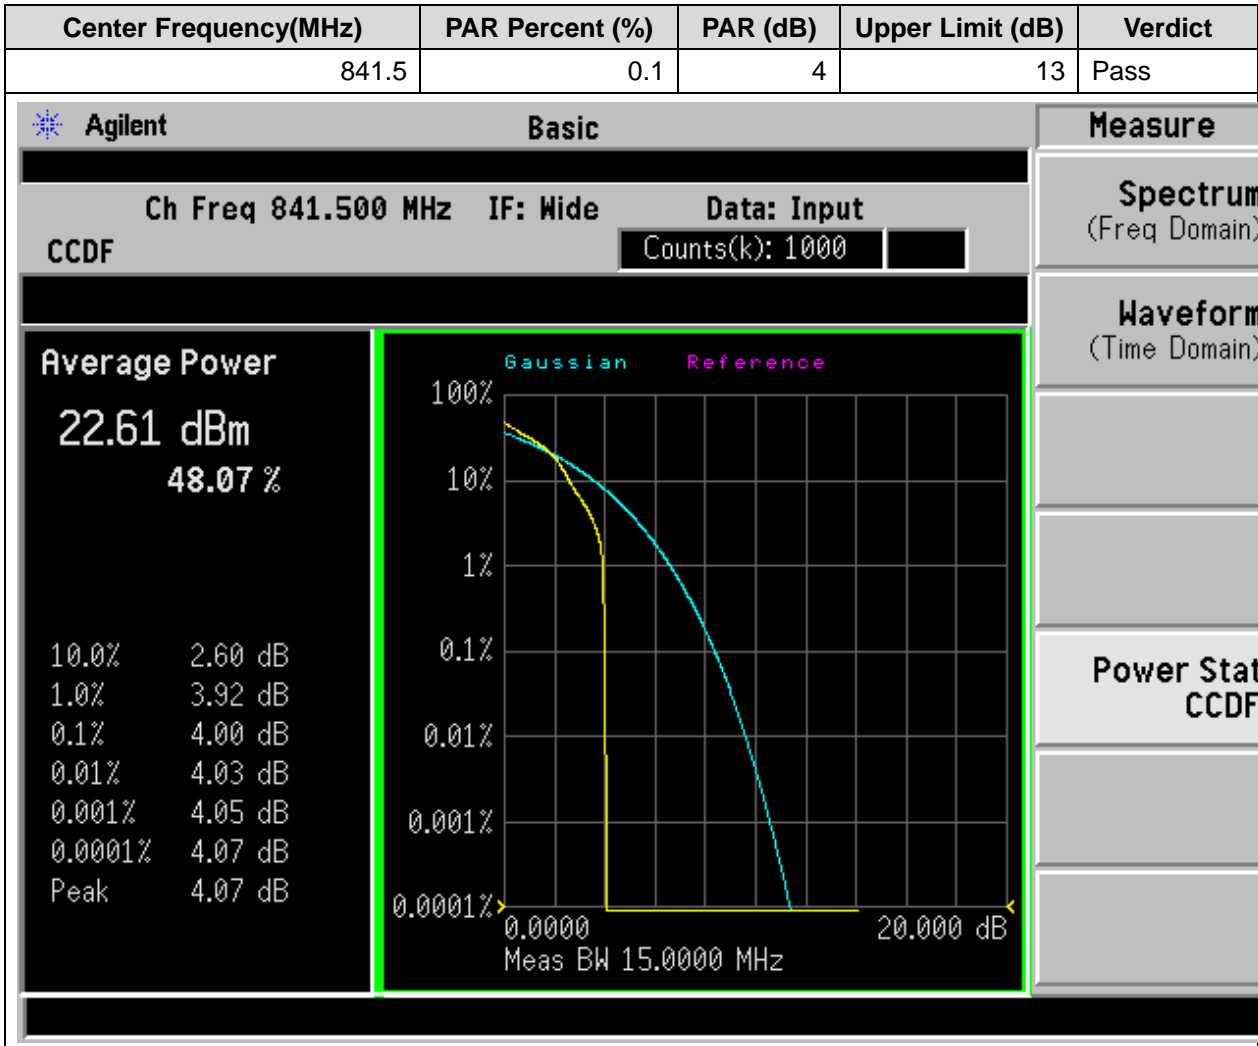 Center Frequency(MHz) PAR Percent (%) PAR (dB) Upper Limit (dB) Verdict
841.5 0.1 4 13 Pass
Agilent Basic Measure
Ch Freq 841.500 MHz IF: Wide Data: Input
CCDF Counts(k): 1000
Spectrum
(Freq Domain)
Waveform
(Time Domain)
Power Stat
CCDF
Average Power
22.61 dBm
48.07 %
10.0% 2.60 dB
1.0% 3.92 dB
0.1% 4.00 dB
0.01% 4.03 dB
0.001% 4.05 dB
0.0001% 4.07 dB
Peak 4.07 dB
Gaussian Reference
100%
10%
1%
0.1%
0.01%
0.001%
0.0001%
0.0000 20.000 dB
Meas BW 15.0000 MHz